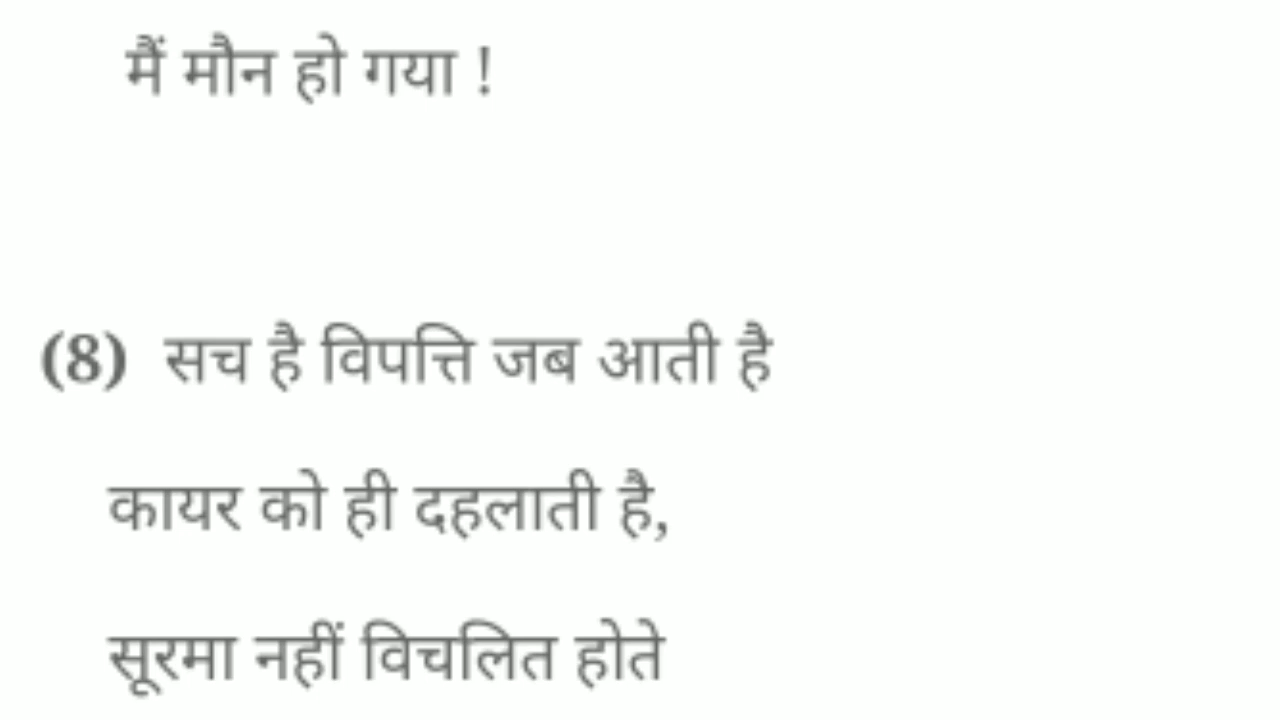 मैं मौन हो गया !
(8) सच है विपत्ति जब आती है
कायर को ही दहलाती है,
सूरमा नहीं विचलित होते